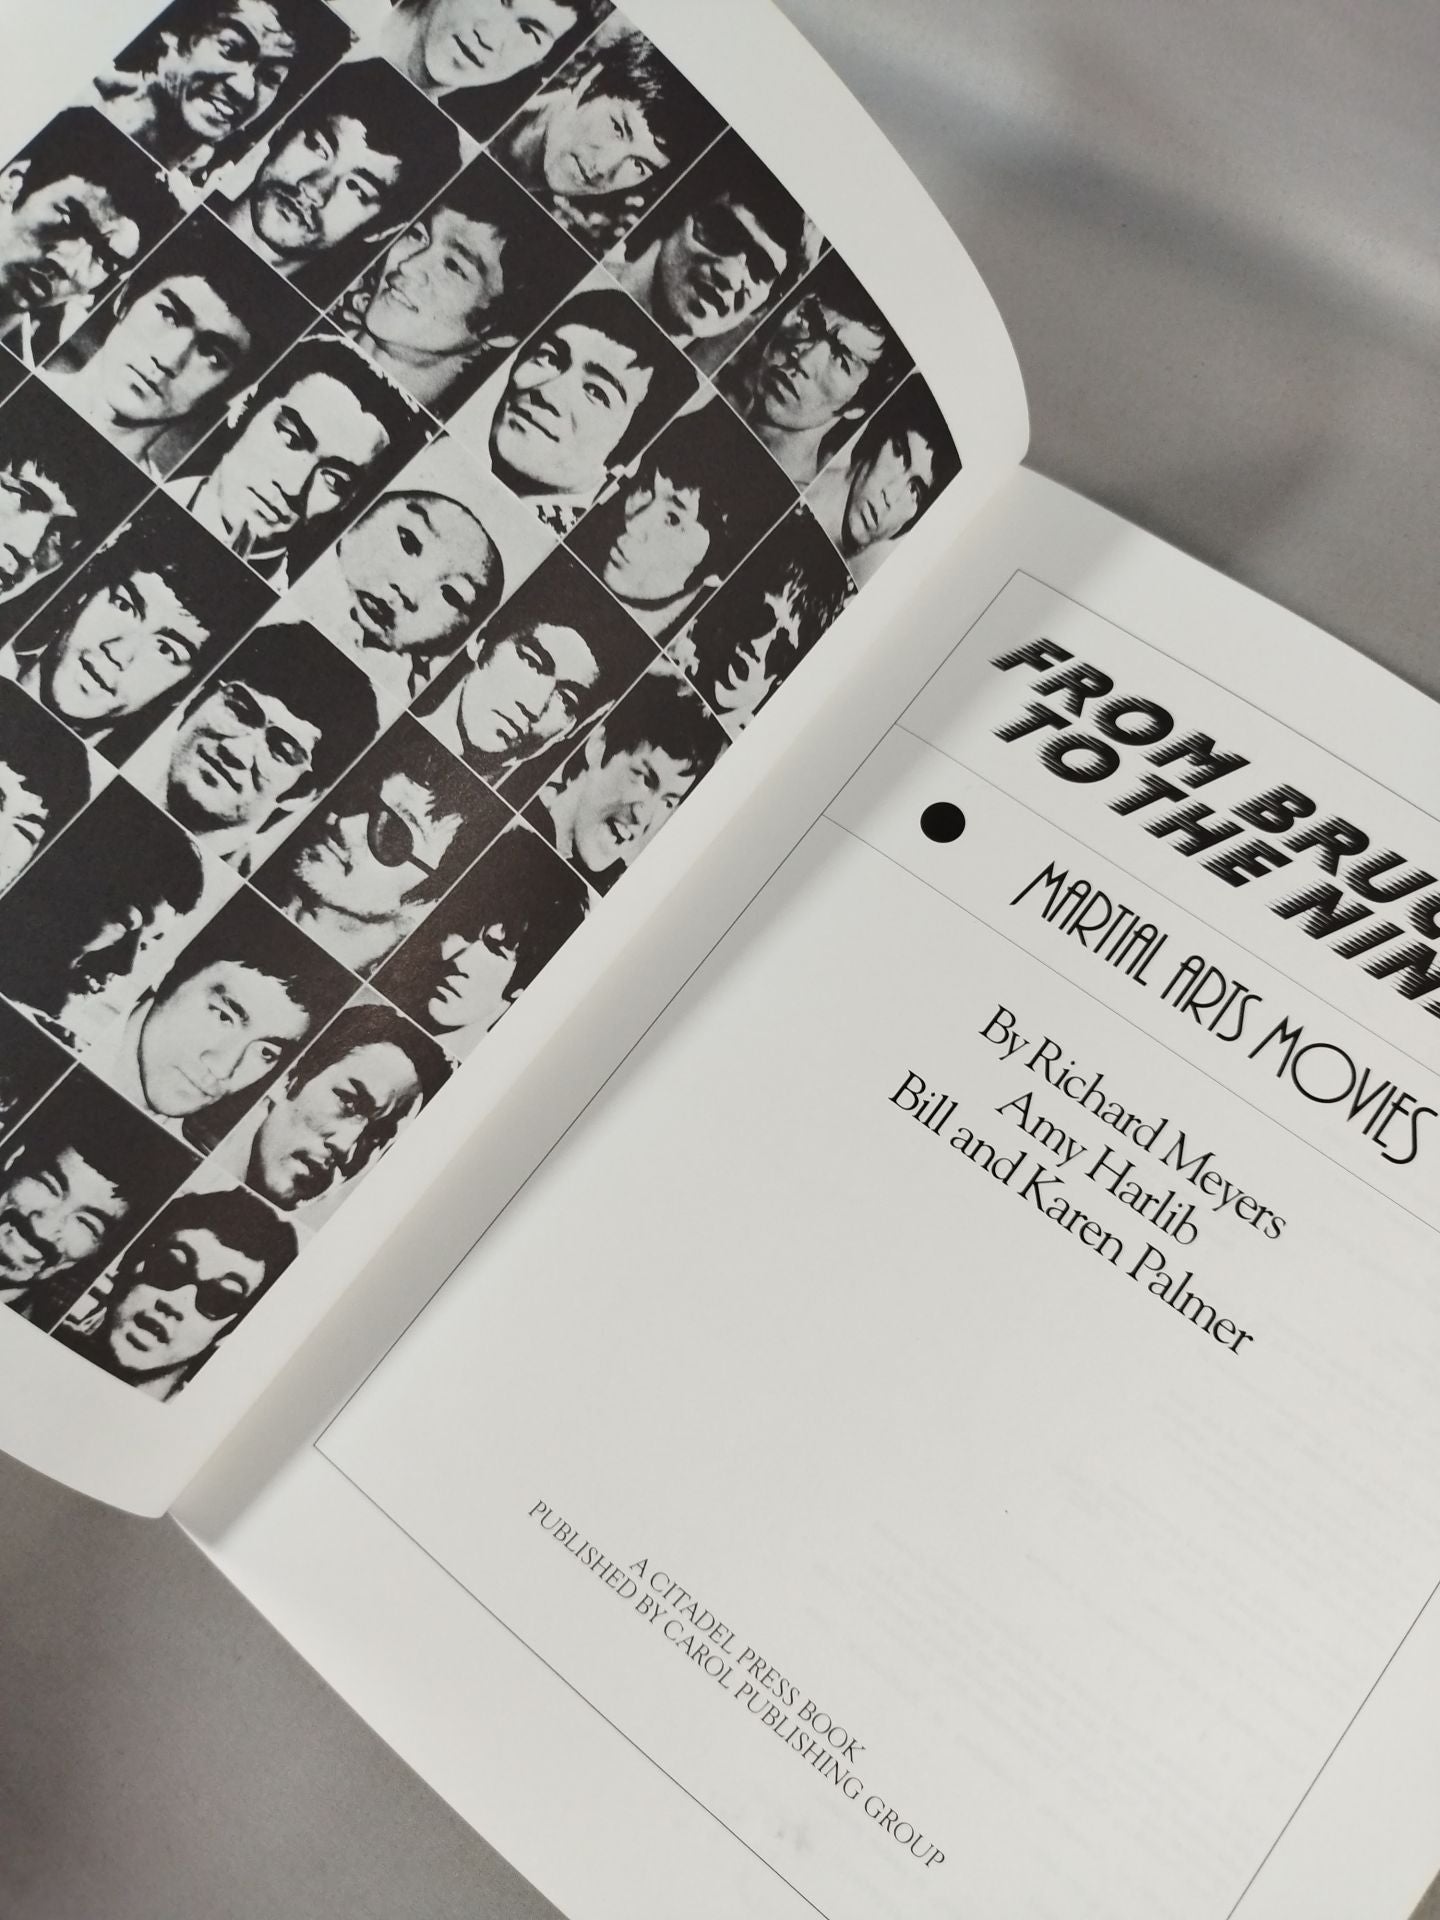 FROM BRUC
TO THE NIN
MARTIAL ARTS MOVIES
By Richard Meyers
Amy Harlib
Bill and Karen Palmer
A CITADEL PRESS BOOK
PUBLISHED BY CAROL PUBLISHING GROUP